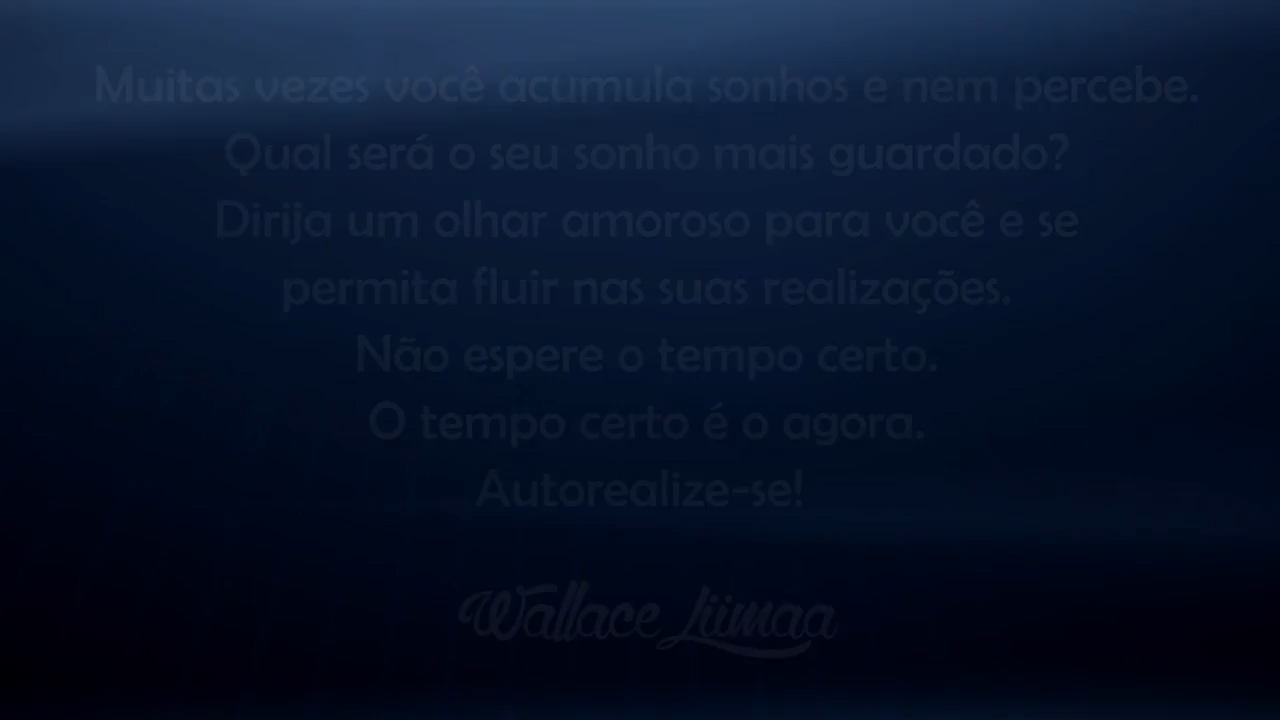 Muitas vezes você acumula sonhos e nem percebe.
Qual será o seu sonho mais guardado?
Dirija um olhar amoroso para você e se
permita fluir nas suas realizações.
Não espere o tempo certo.
O tempo certo é o agora.
Autorealize-se!
Wallace Liimaa